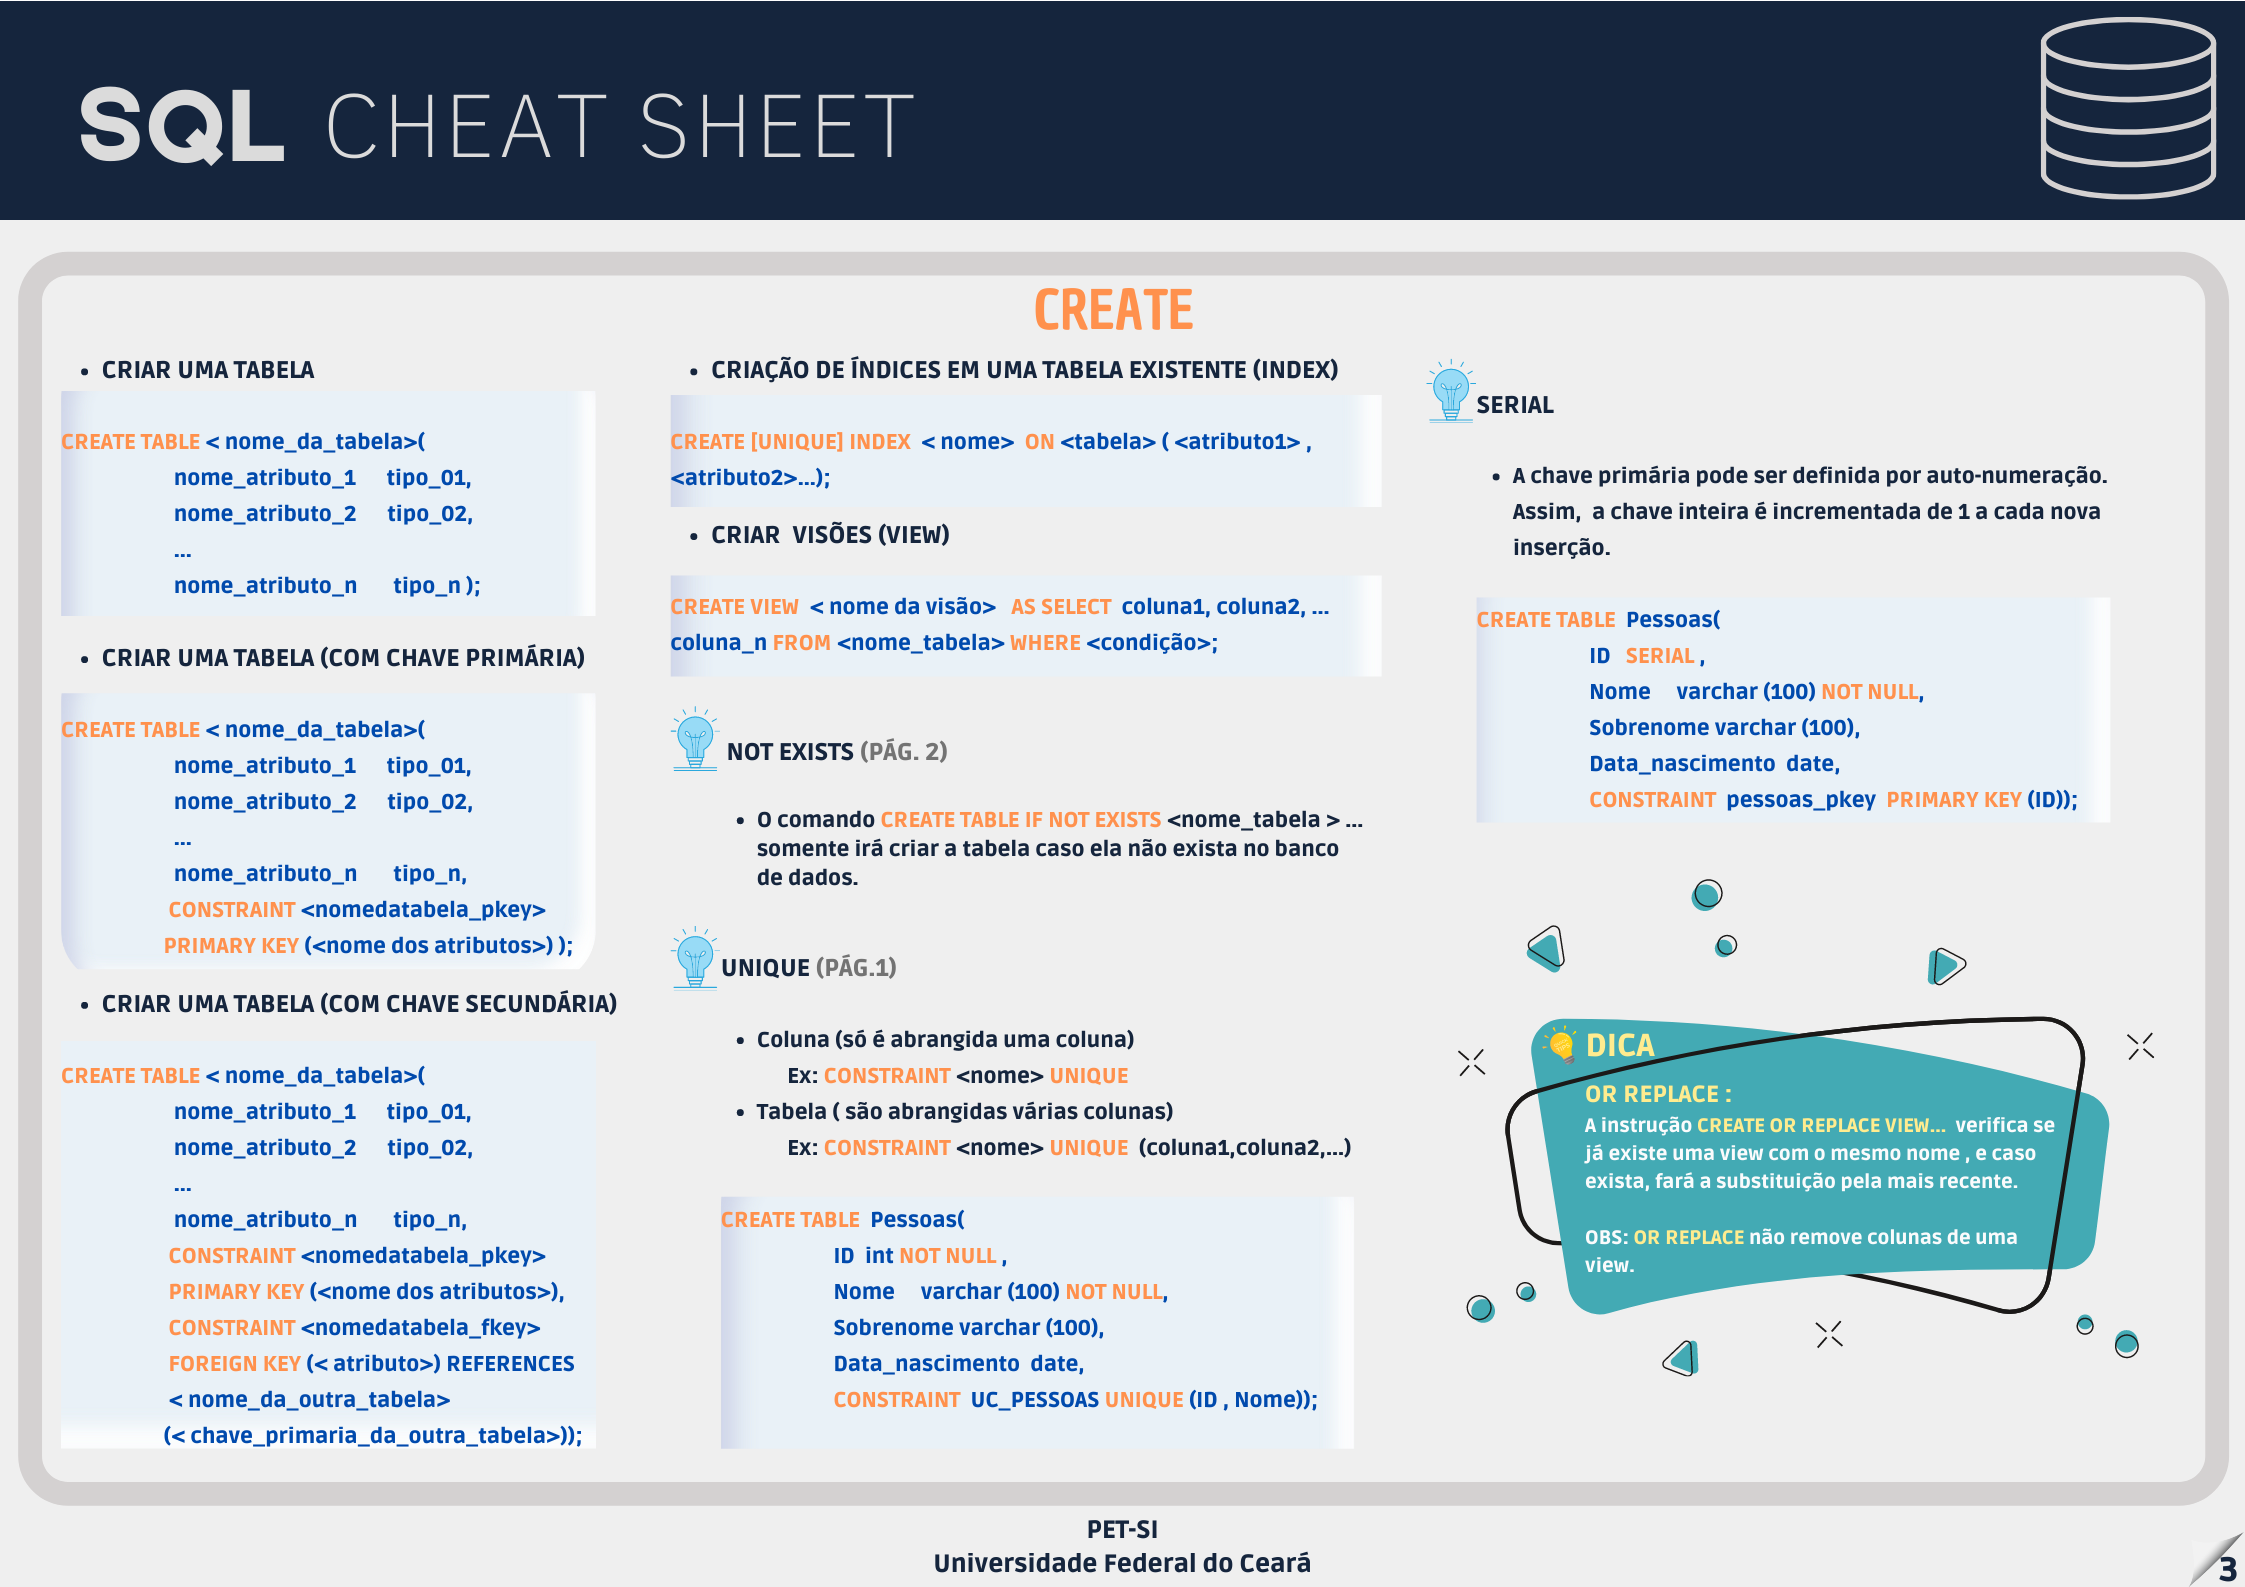 SQL CHEAT SHEET
CREATE
• CRIAR UMA TABELA
CREATE TABLE < nome_da_tabela>(
nome_atributo_1 tipo_01,
nome_atributo_2 tipo_02,
...
nome_atributo_n tipo_n );
• CRIAR UMA TABELA (COM CHAVE PRIMÁRIA)
CREATE TABLE < nome_da_tabela>(
nome_atributo_1 tipo_01,
nome_atributo_2 tipo_02,
...
nome_atributo_n tipo_n,
CONSTRAINT <nomedatabela_pkey>
PRIMARY KEY (<nome dos atributos>) );
• CRIAR UMA TABELA (COM CHAVE SECUNDÁRIA)
CREATE TABLE < nome_da_tabela>(
nome_atributo_1 tipo_01,
nome_atributo_2 tipo_02,
...
nome_atributo_n tipo_n,
CONSTRAINT <nomedatabela_pkey>
PRIMARY KEY (<nome dos atributos>),
CONSTRAINT <nomedatabela_fkey>
FOREIGN KEY (< atributo>) REFERENCES
< nome_da_outra_tabela>
(< chave_primaria_da_outra_tabela>));
• CRIAÇÃO DE ÍNDICES EM UMA TABELA EXISTENTE (INDEX)
CREATE [UNIQUE] INDEX < nome> ON <tabela> ( <atributo1> ,
<atributo2>...);
• CRIAR VISÕES (VIEW)
CREATE VIEW < nome da visão> AS SELECT coluna1, coluna2, ...
coluna_n FROM <nome_tabela> WHERE <condição>;
NOT EXISTS (PÁG. 2)
• O comando CREATE TABLE IF NOT EXISTS <nome_tabela > ...
somente irá criar a tabela caso ela não exista no banco
de dados.
UNIQUE (PÁG.1)
• Coluna (só é abrangida uma coluna)
Ex: CONSTRAINT <nome> UNIQUE
• Tabela ( são abrangidas várias colunas)
Ex: CONSTRAINT <nome> UNIQUE (coluna1,coluna2,...)
CREATE TABLE Pessoas(
ID int NOT NULL ,
Nome varchar (100) NOT NULL,
Sobrenome varchar (100),
Data_nascimento date,
CONSTRAINT UC_PESSOAS UNIQUE (ID , Nome));
SERIAL
• A chave primária pode ser definida por auto-numeração.
Assim, a chave inteira é incrementada de 1 a cada nova
inserção.
CREATE TABLE Pessoas(
ID SERIAL ,
Nome varchar (100) NOT NULL,
Sobrenome varchar (100),
Data_nascimento date,
CONSTRAINT pessoas_pkey PRIMARY KEY (ID));
DICA
OR REPLACE :
A instrução CREATE OR REPLACE VIEW... verifica se
já existe uma view com o mesmo nome , e caso
exista, fará a substituição pela mais recente.
OBS: OR REPLACE não remove colunas de uma
view.
PET-SI
Universidade Federal do Ceará
3